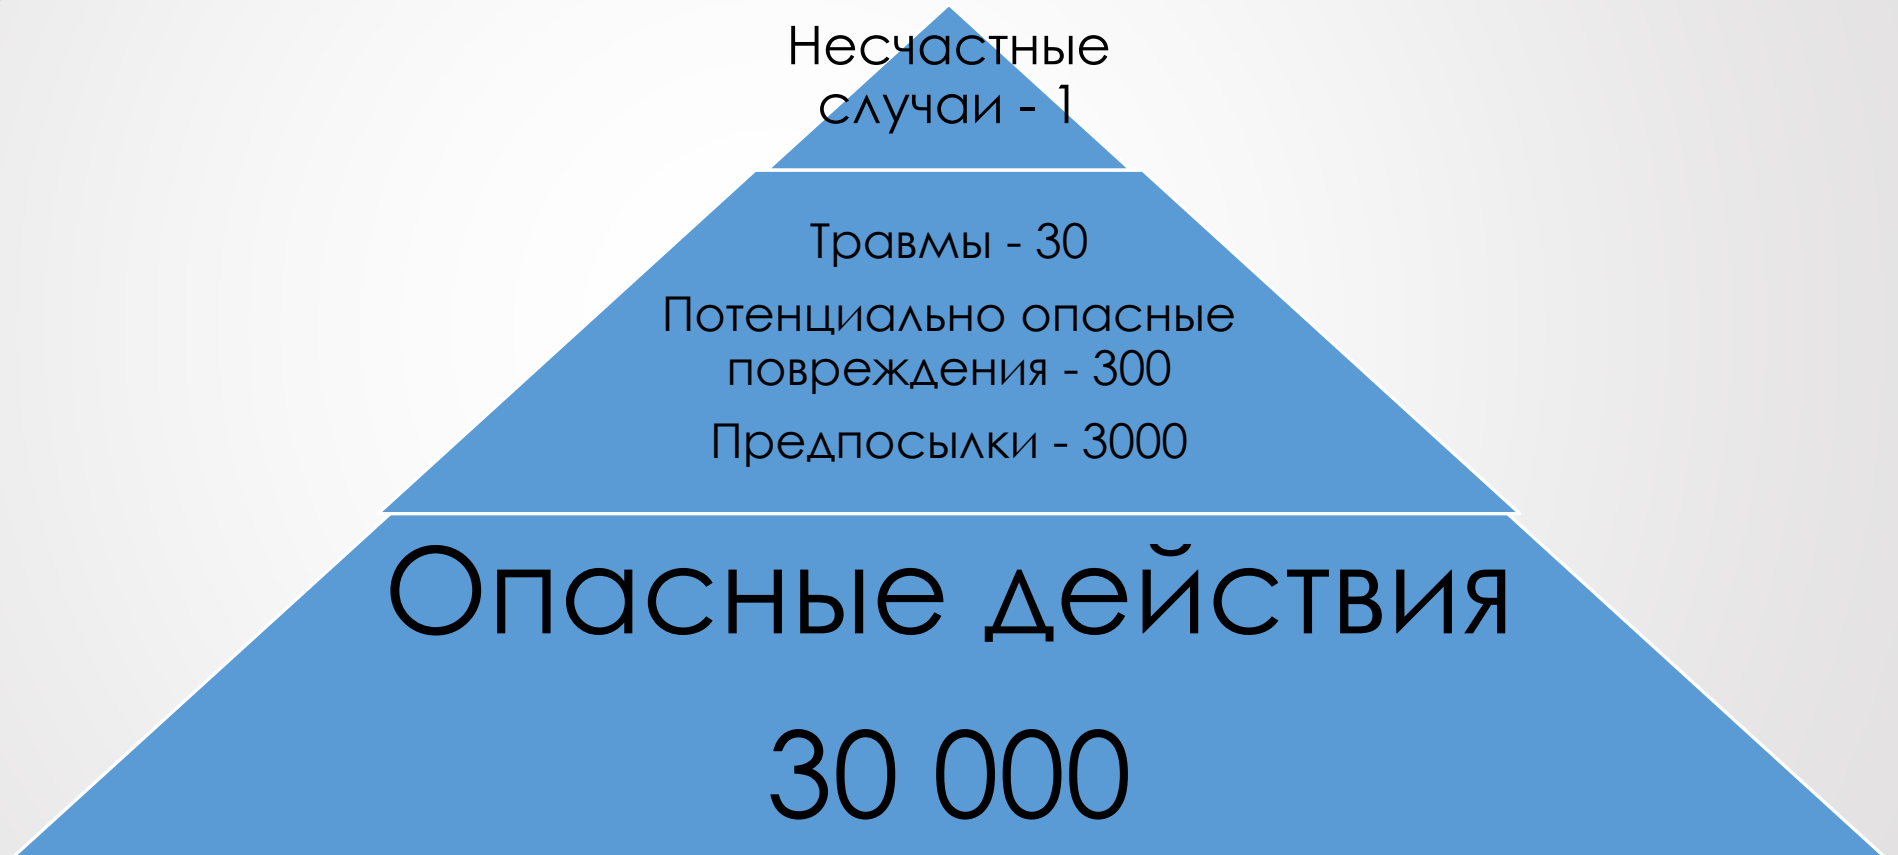 Несчастные
случаи - 1
Травмы - 30
Потенциально опасные
повреждения - 300
Предпосылки - 3000
Опасные действия
30 000